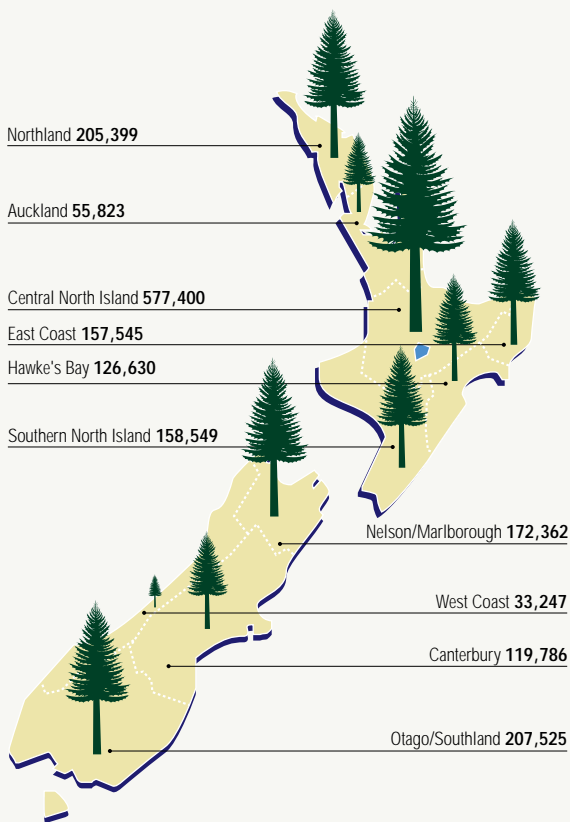 Northland 205,399
Auckland 55,823
Central North Island 577,400
East Coast 157,545
Hawke's Bay 126,630
Southern North Island 158,549
Nelson/Marlborough 172,362
West Coast 33,247
Canterbury 119,786
Otago/Southland 207,525